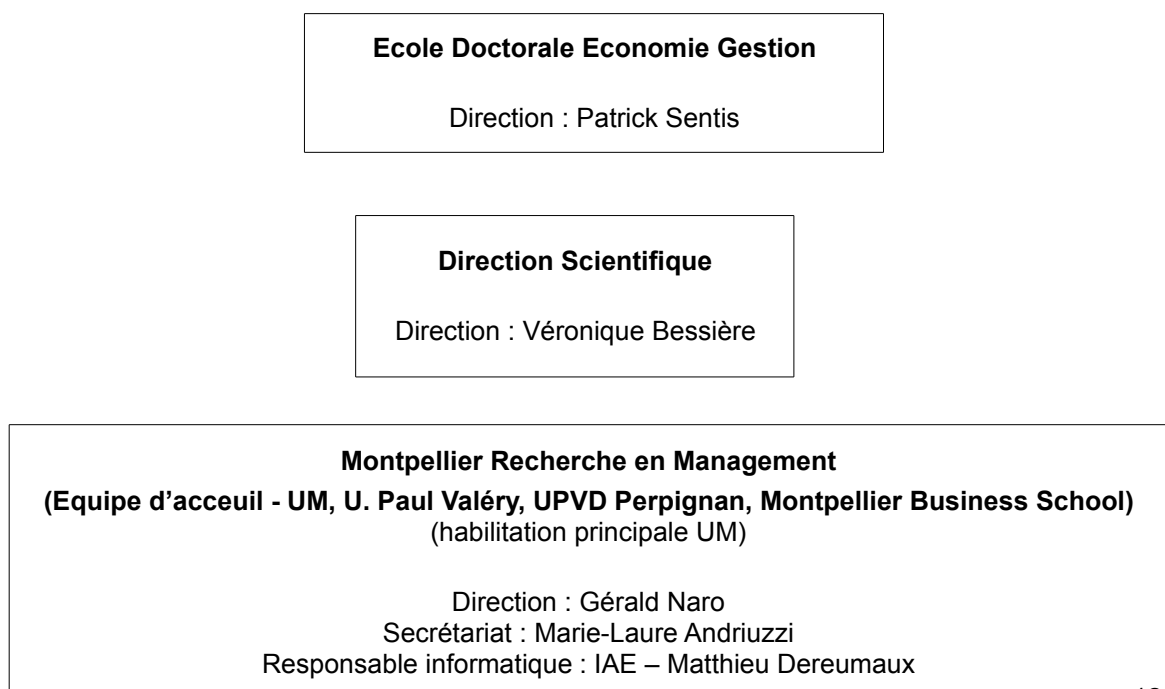 Ecole Doctorale Economie Gestion
Direction : Patrick Sentis
Direction Scientifique
Direction : Véronique Bessière
Montpellier Recherche en Management
(Equipe d’acceuil - UM, U. Paul Valéry, UPVD Perpignan, Montpellier Business School)
(habilitation principale UM)
Direction : Gérald Naro
Secrétariat : Marie-Laure Andriuzzi
Responsable informatique : IAE – Matthieu Dereumaux